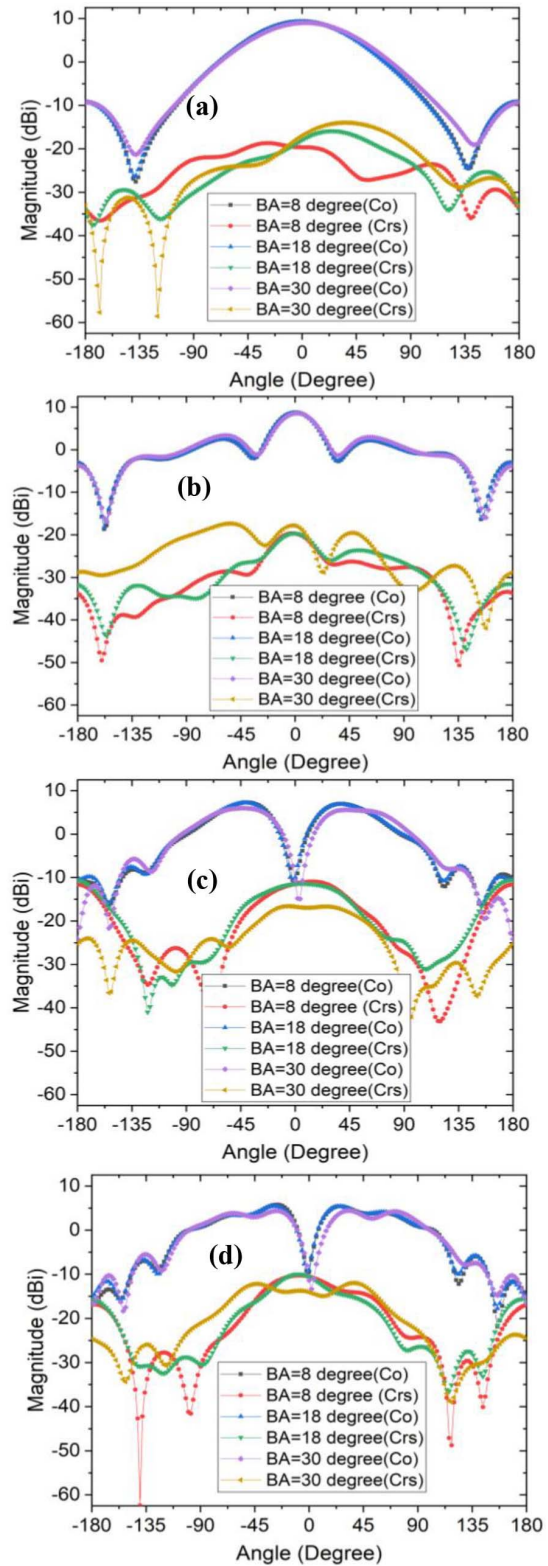 10
0
-10
-20
-30
-40
-50
-60
Magnitude (dBi)
(a)
BA=8 degree(Co)
BA=8 degree(Crs)
BA=18 degree(Co)
BA=18 degree(Crs)
BA=30 degree(Co)
BA=30 degree(Crs)
-180 -135 -90 -45 0 45 90 135 180
Angle (Degree)
10
0
-10
-20
-30
-40
-50
-60
Magnitude (dBi)
(b)
BA=8 degree (Co)
BA=8 degree(Crs)
BA=18 degree(Co)
BA=18 degree(Crs)
BA=30 degree(Co)
BA=30 degree(Crs)
-180 -135 -90 -45 0 45 90 135 180
Angle (Degree)
10
0
-10
-20
-30
-40
-50
-60
Magnitude (dBi)
(c)
BA=8 degree(Co)
BA=8 degree (Crs)
BA=18 degree(Co)
BA=18 degree(Crs)
BA=30 degree(Co)
BA=30 degree(Crs)
-180 -135 -90 -45 0 45 90 135 180
Angle (Degree)
10
0
-10
-20
-30
-40
-50
-60
Magnitude (dBi)
(d)
BA=8 degree(Co)
BA=8 degree (Crs)
BA=18 degree(Co)
BA=18 degree(Crs)
BA=30 degree(Co)
BA=30 degree(Crs)
-180 -135 -90 -45 0 45 90 135 180
Angle (Degree)